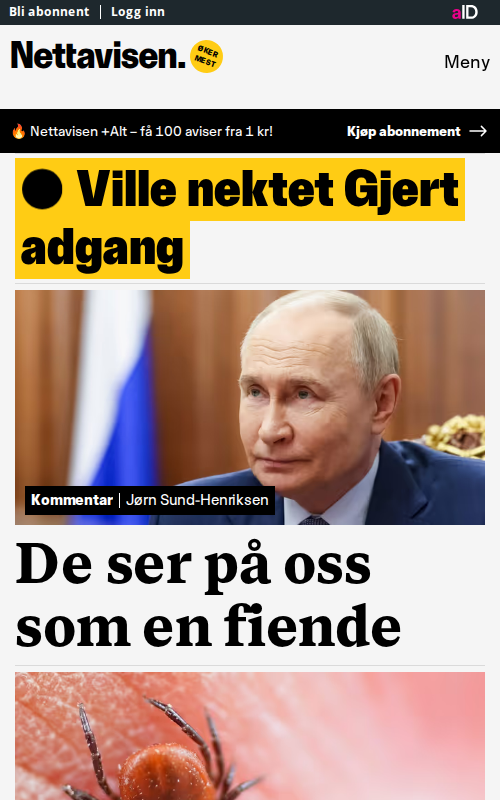 Bli abonnent | Logg inn aID
Nettavisen. ØKER MEST
Meny
🔥 Nettavisen +Alt – få 100 aviser fra 1 kr! Kjøp abonnement →
● Ville nektet Gjert
adgang
Kommentar | Jørn Sund-Henriksen
De ser på oss
som en fiende